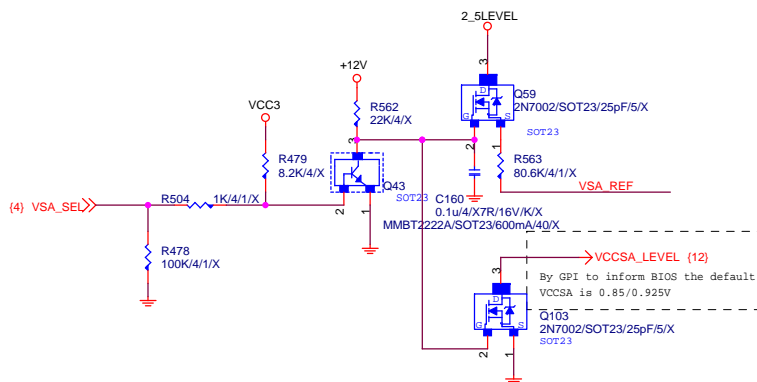 2_5LEVEL
+12V
3
D
Q59
2N7002/SOT23/25pF/5/X
G
S
SOT23
2
1
VCC3
R562
22K/4/X
3
R479
8.2K/4/X
R563
80.6K/4/1/X
VSA_REF
Q43
SOT23
C160
0.1u/4/X7R/16V/K/X
MMBT2222A/SOT23/600mA/40/X
2
1
{4} VSA_SEL
R504
1K/4/1/X
R478
100K/4/1/X
VCCSA_LEVEL {12}
3
By GPI to inform BIOS the default
VCCSA is 0.85/0.925V
D
Q103
2N7002/SOT23/25pF/5/X
G
S
SOT23
2
1